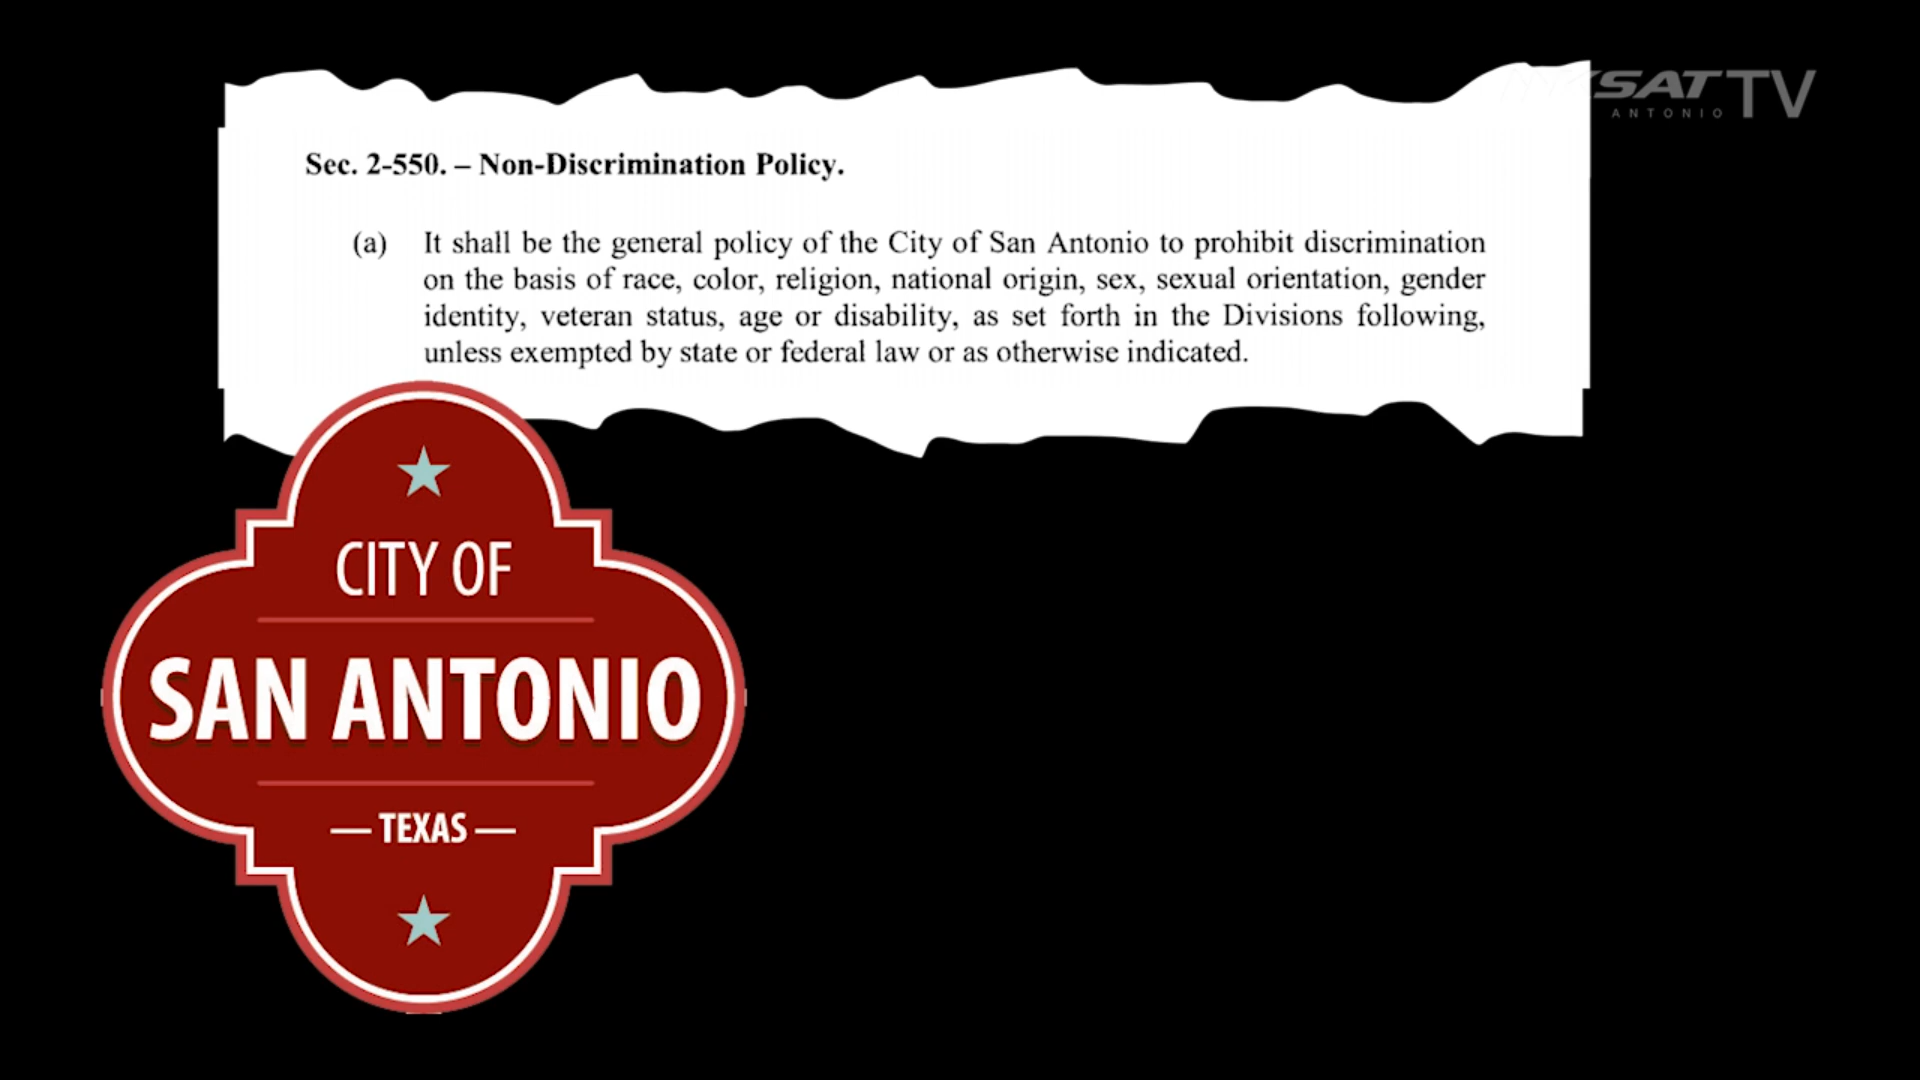 SAT TV
ANTONIO
Sec. 2-550. – Non-Discrimination Policy.
(a) It shall be the general policy of the City of San Antonio to prohibit discrimination
on the basis of race, color, religion, national origin, sex, sexual orientation, gender
identity, veteran status, age or disability, as set forth in the Divisions following,
unless exempted by state or federal law or as otherwise indicated.
CITY OF
SAN ANTONIO
— TEXAS —